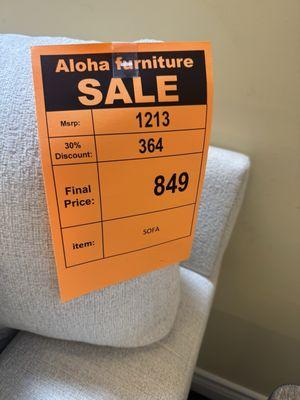 Aloha furniture
SALE
Msrp: 1213
30%
Discount: 364
Final
Price: 849
item: SOFA